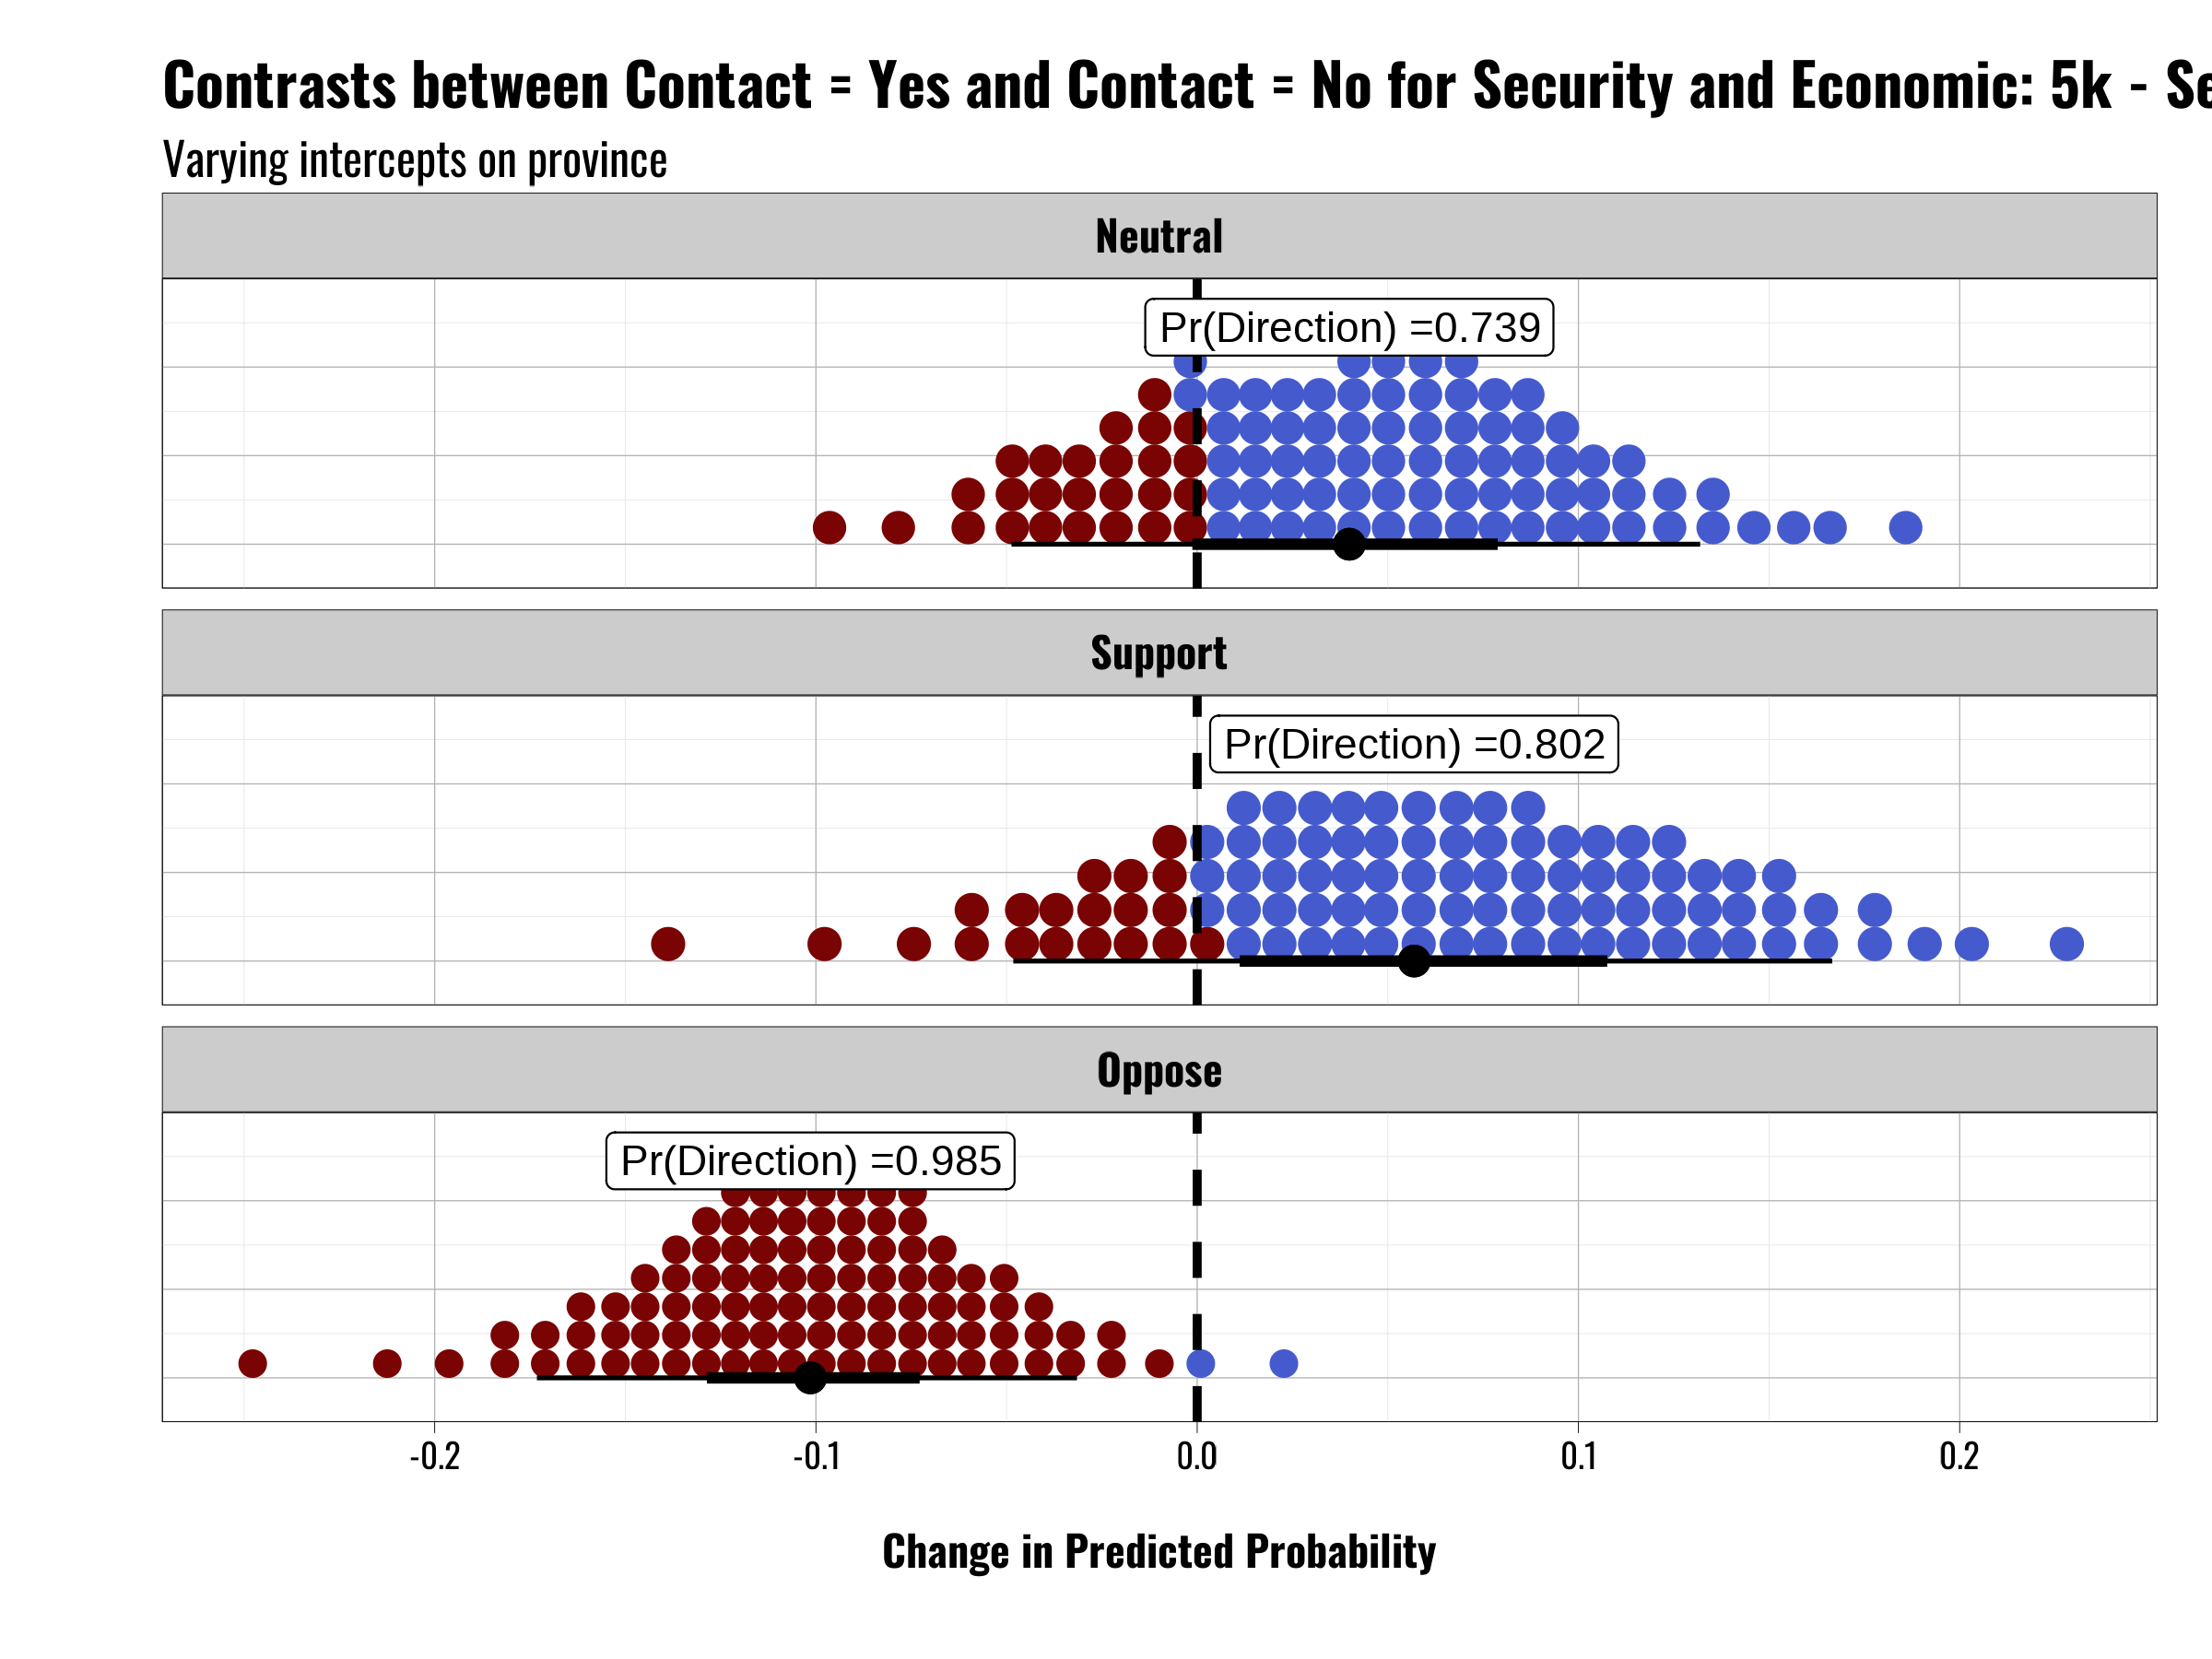 Contrasts between Contact = Yes and Contact = No for Security and Economic: 5k - Se
Varying intercepts on province
Neutral
Pr(Direction) =0.739
Support
Pr(Direction) =0.802
Oppose
Pr(Direction) =0.985
-0.2 -0.1 0.0 0.1 0.2
Change in Predicted Probability